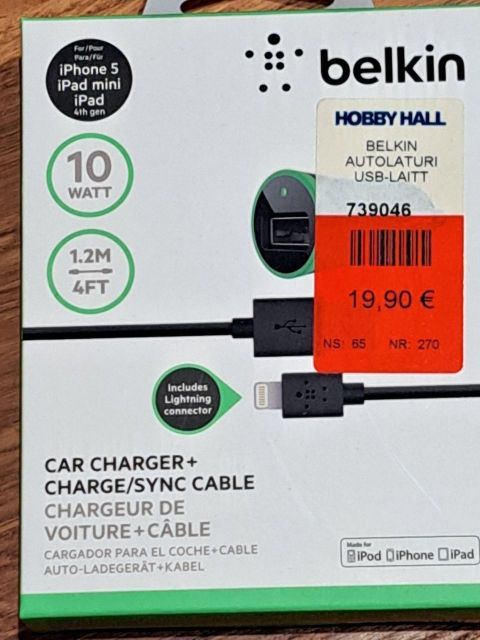 For/Pour
Para/Für
iPhone 5
iPad mini
iPad
4th gen
belkin
10
WATT
1.2M
4FT
HOBBY HALL
BELKIN
AUTOLATURI
USB-LAITT
739046
19,90 €
NS: 65 NR: 270
Includes
Lightning
connector
CAR CHARGER+
CHARGE/SYNC CABLE
CHARGEUR DE
VOITURE+CÂBLE
CARGADOR PARA EL COCHE+CABLE
AUTO-LADEGERÄT+KABEL
Made for
iPod iPhone iPad